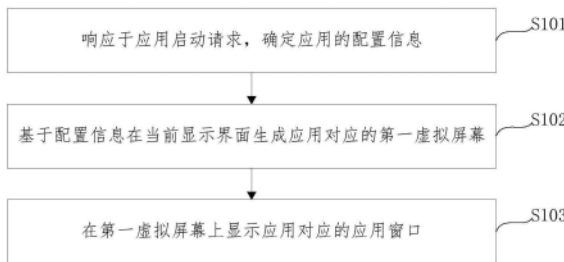 响应于应用启动请求，确定应用的配置信息
S101
基于配置信息在当前显示界面生成应用对应的第一虚拟屏幕
S102
在第一虚拟屏幕上显示应用对应的应用窗口
S103